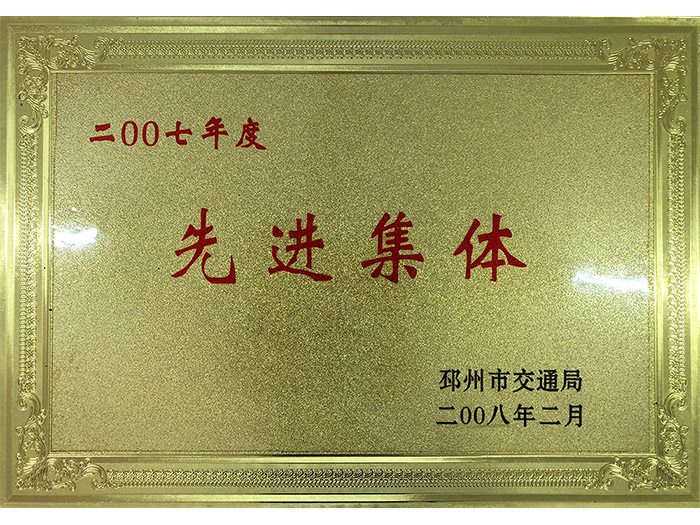 二00七年度
先进集体
邳州市交通局
二00八年二月